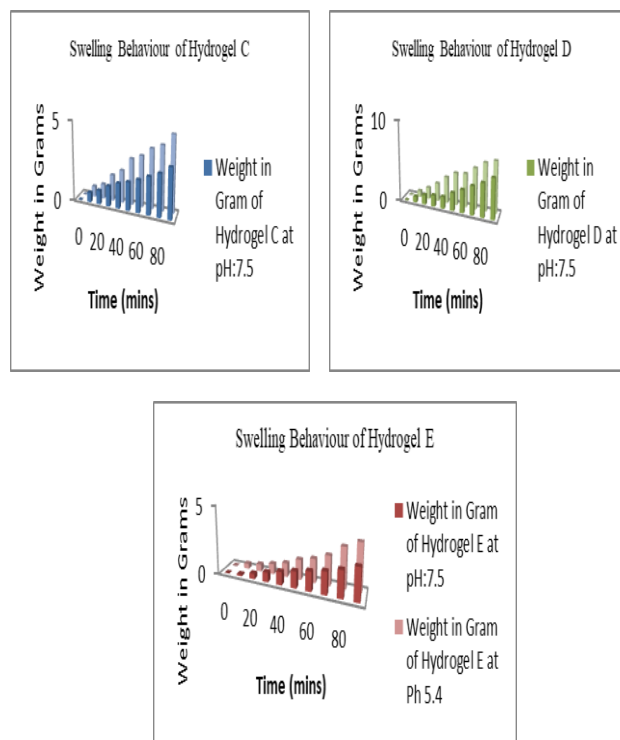 Swelling Behaviour of Hydrogel C
Weight in Grams
5
0
0 20 40 60 80
Time (mins)
Weight in
Gram of
Hydrogel C at
pH:7.5
Swelling Behaviour of Hydrogel D
Weight in Grams
10
0
0 20 40 60 80
Time (mins)
Weight in
Gram of
Hydrogel D at
pH:7.5
Swelling Behaviour of Hydrogel E
Weight in Grams
5
0
0 20 40 60 80
Time (mins)
Weight in Gram
of Hydrogel E at
pH:7.5
Weight in Gram
of Hydrogel E at
Ph 5.4